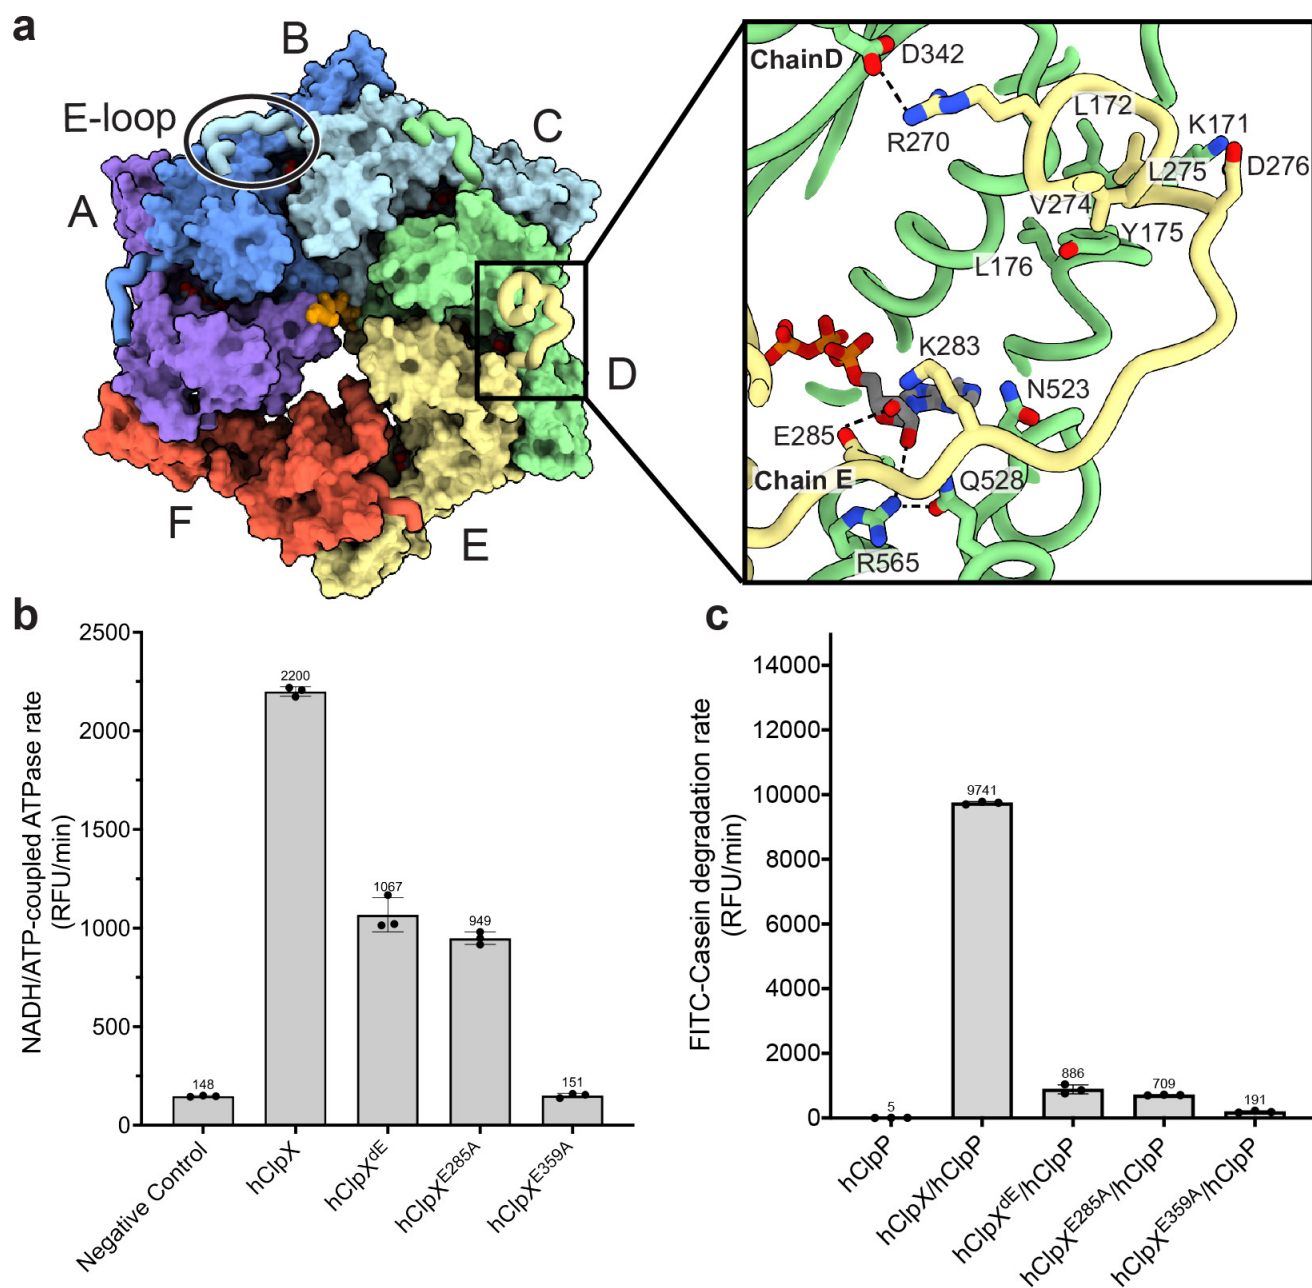 a
B
E-loop
C
A
D
F
E
Chain D
D342
R270
L172
K171
L275
D276
V274
Y175
L176
K283
N523
E285
Chain E
Q528
R565
b
2500
2000
1500
1000
500
0
NADH/ATP-coupled ATPase rate
(RFU/min)
148
2200
1067
949
151
Negative Control
hClpX
hClpX^dE
hClpX^E285A
hClpX^E359A
c
14000
12000
10000
8000
6000
4000
2000
0
FITC-Casein degradation rate
(RFU/min)
5
9741
886
709
191
hClpP
hClpX/hClpP
hClpX^dE/hClpP
hClpX^E285A/hClpP
hClpX^E359A/hClpP